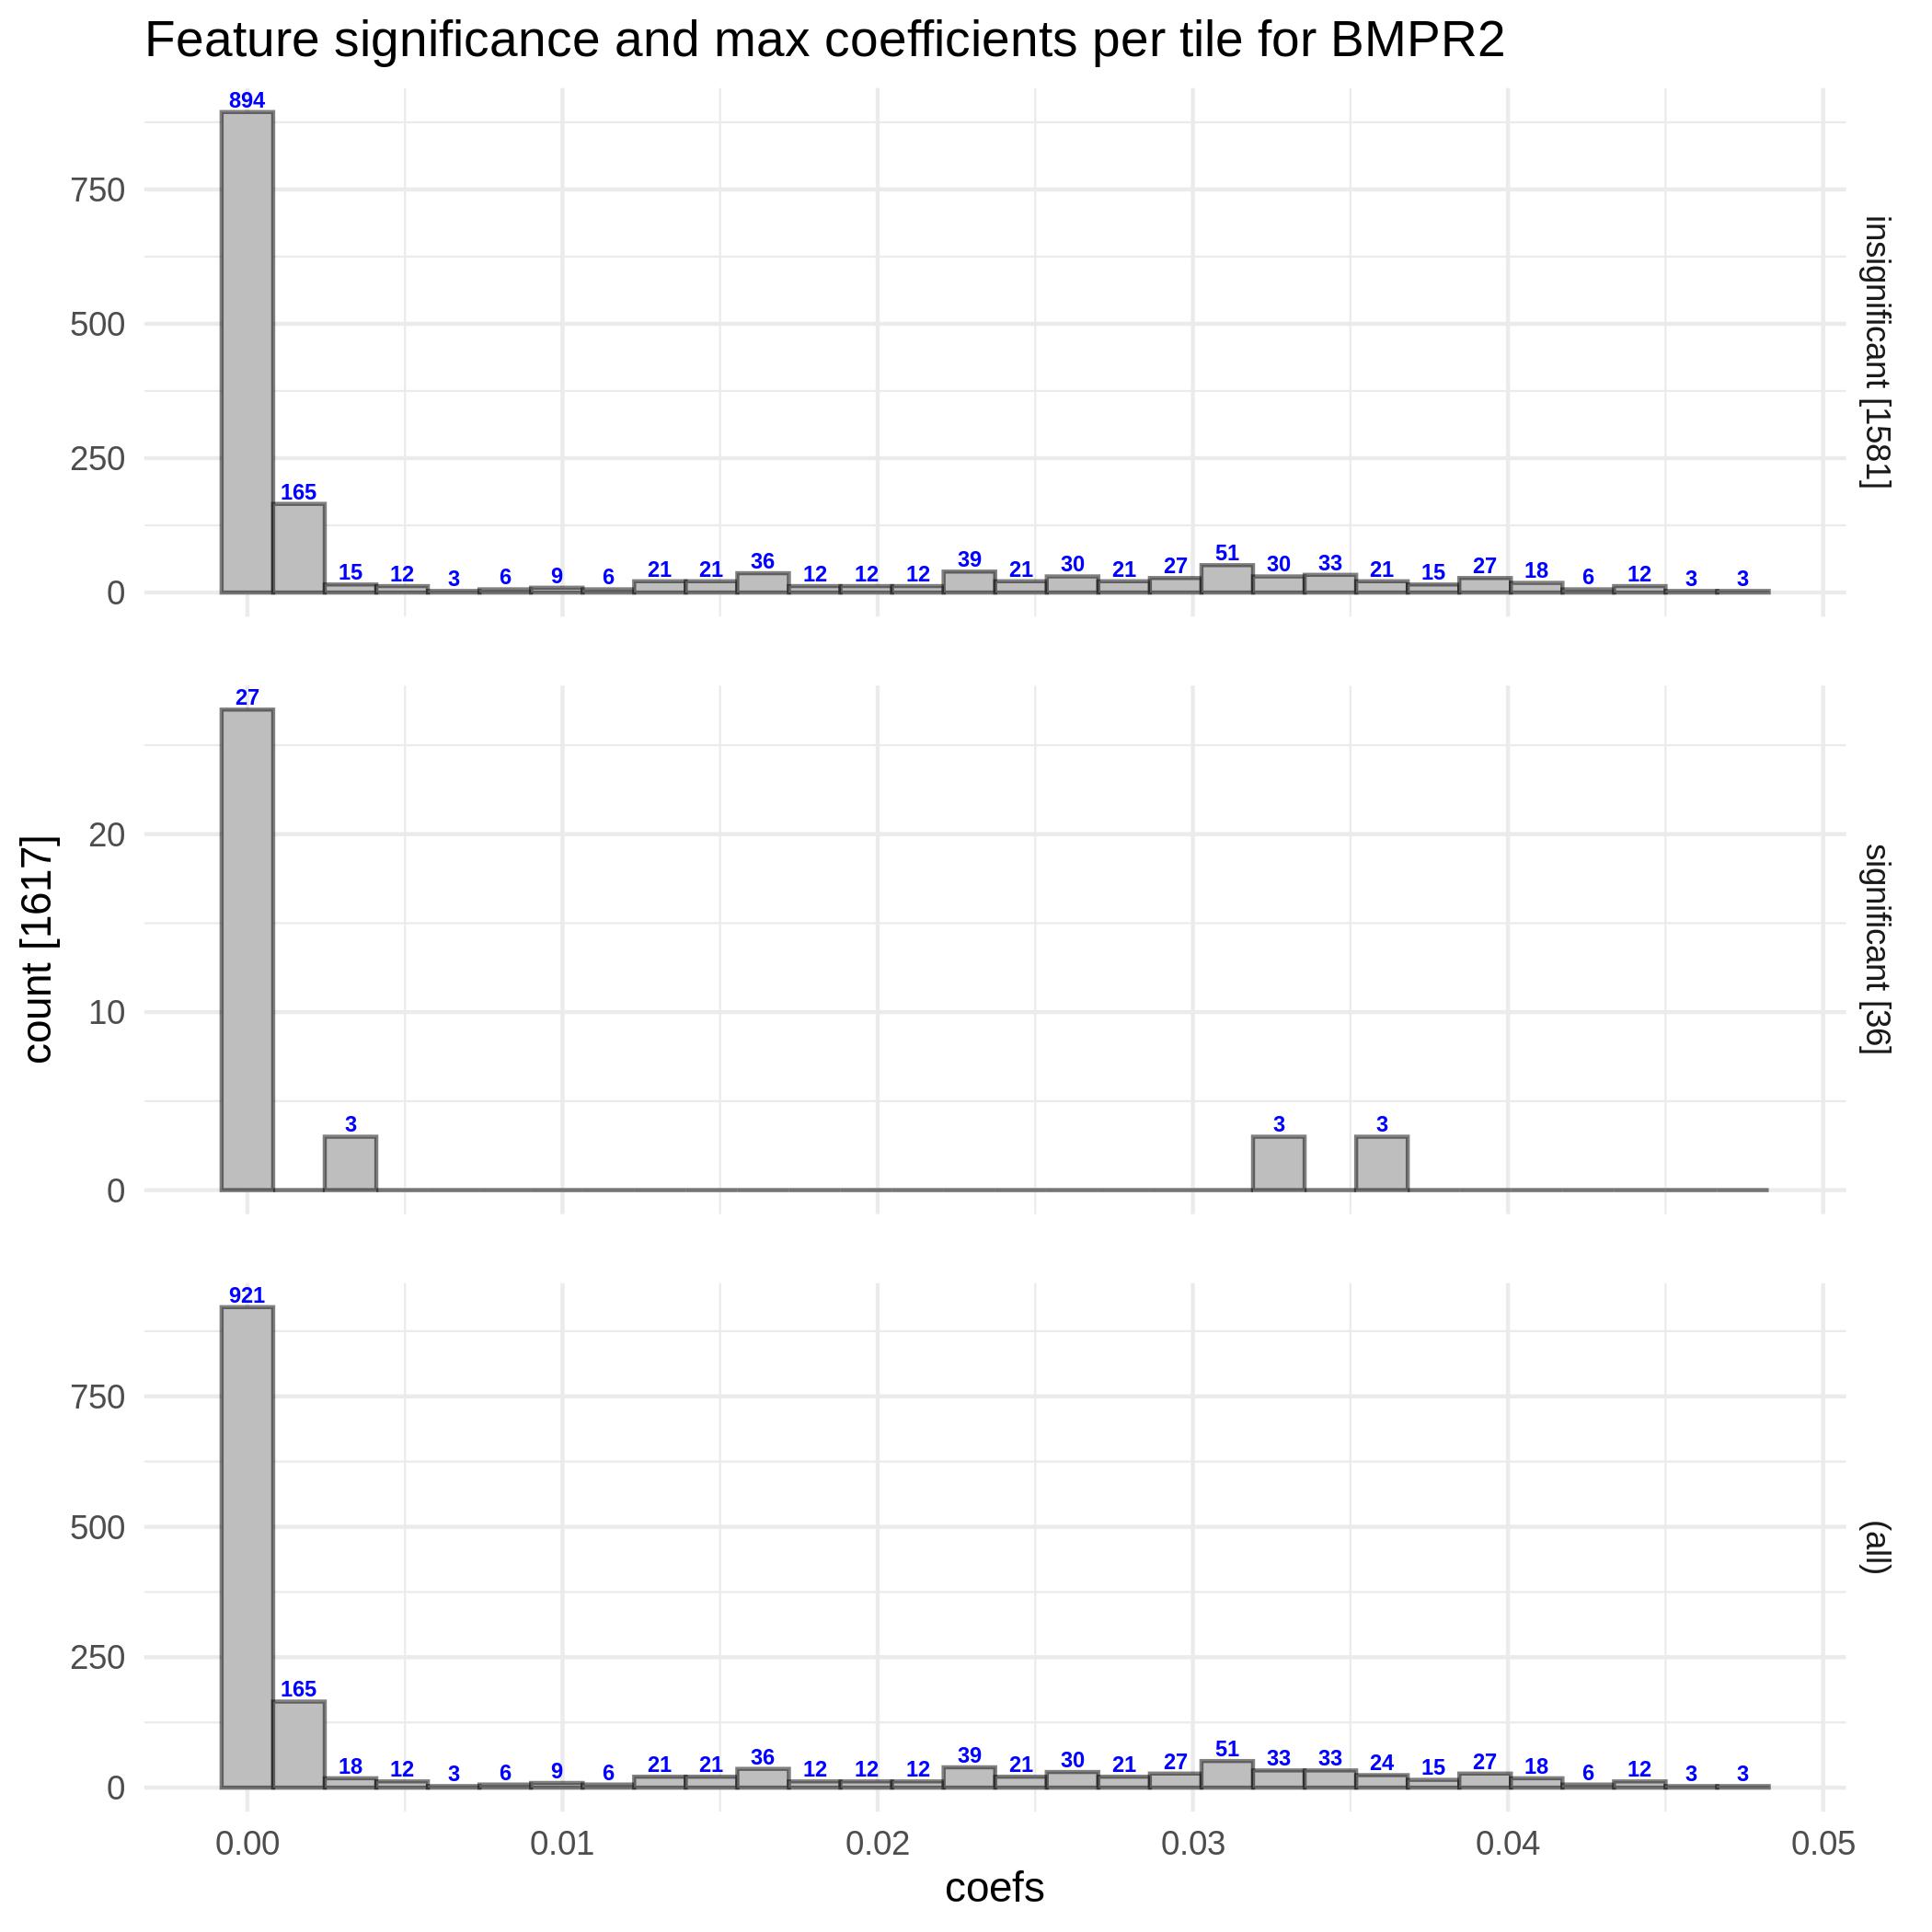 Feature significance and max coefficients per tile for BMPR2
894
750
500
250
165
15 12 3 6 9 6 21 21 36 12 12 12 39 21 30 21 27 51 30 33 21 15 27 18 6 12 3 3
0
insignificant [1581]
27
20
10
3 3 3
0
count [1617]
significant [36]
921
750
500
250
165
18 12 3 6 9 6 21 21 36 12 12 12 39 21 30 21 27 51 33 33 24 15 27 18 6 12 3 3
0
(all)
0.00 0.01 0.02 0.03 0.04 0.05
coefs